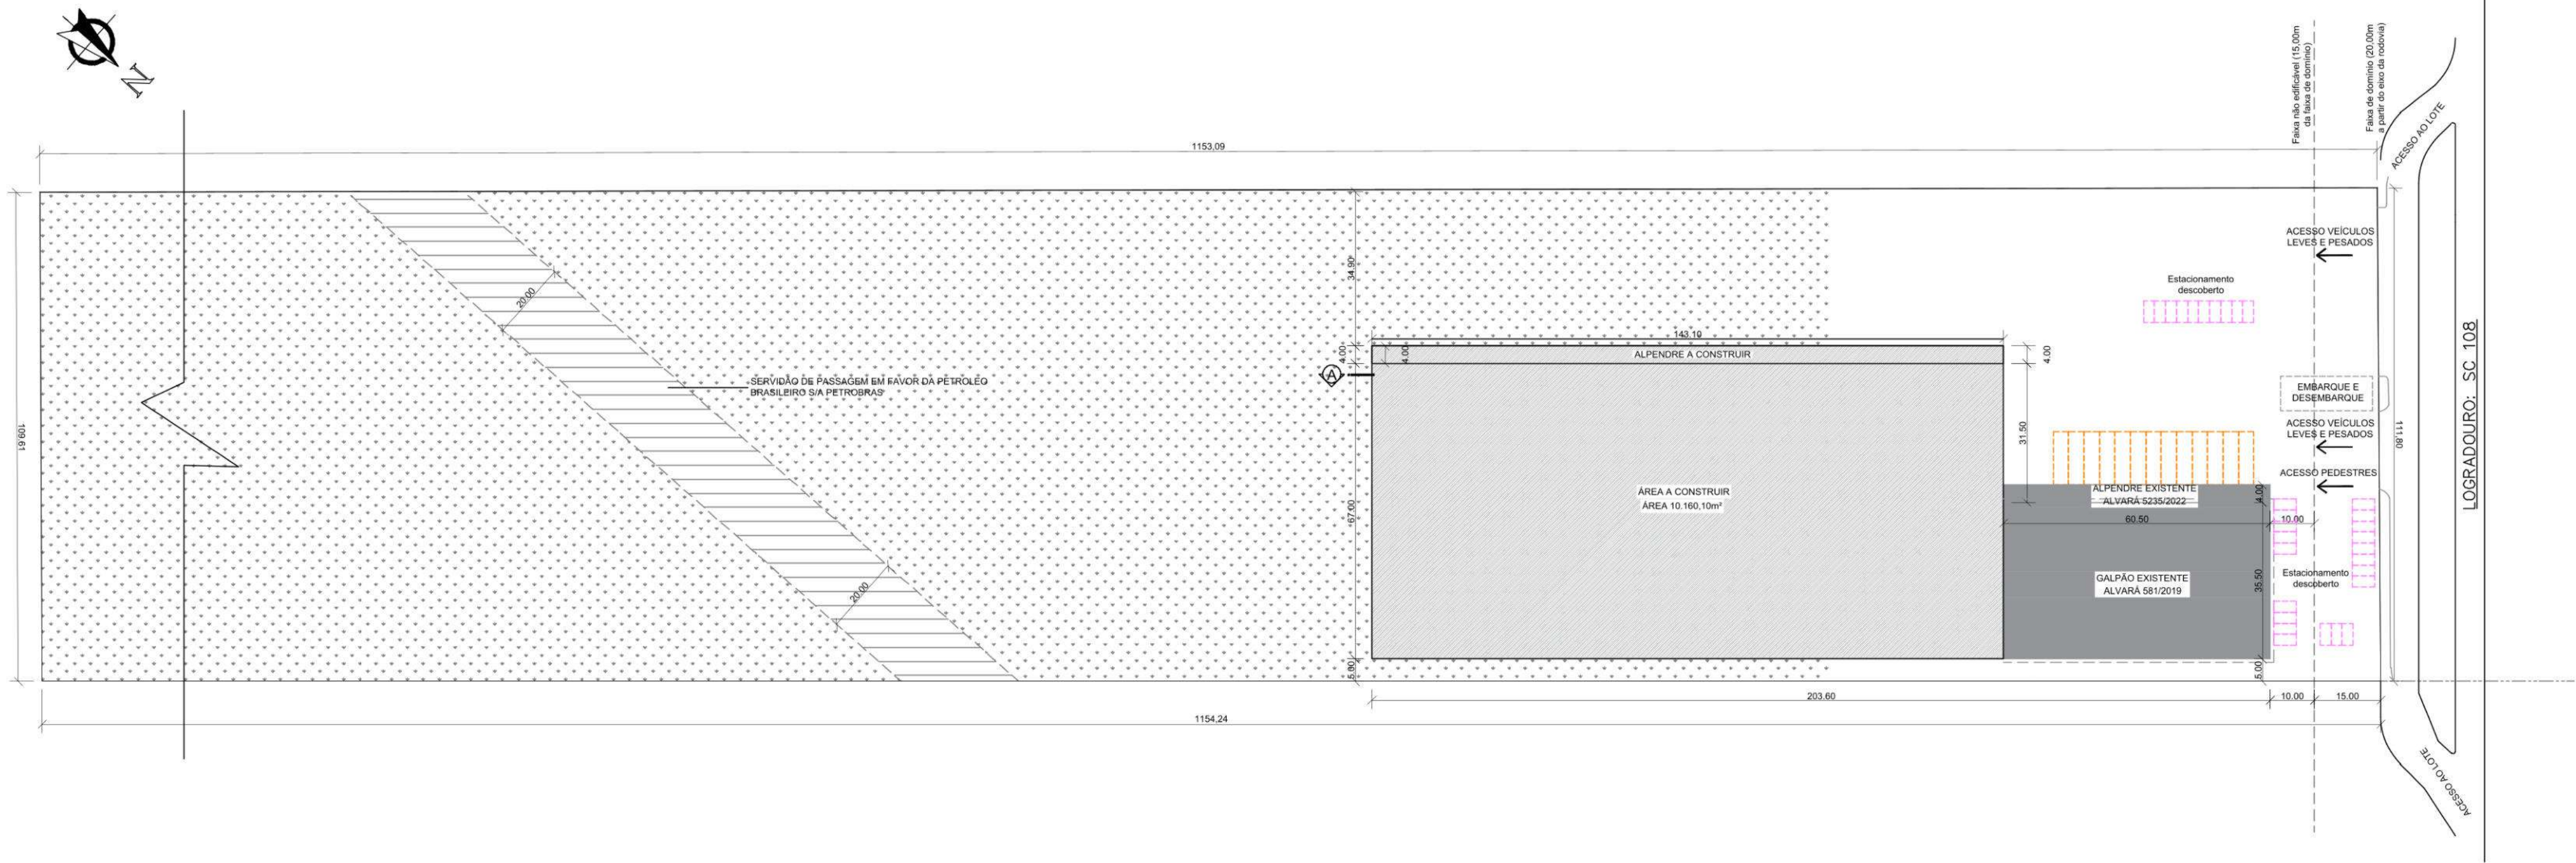 N
Faixa não edificável (15,00m
da faixa de domínio)
Faixa de domínio (20,00m
a partir do eixo da rodovia)
ACESSO AO LOTE
1153,09
ACESSO VEÍCULOS
LEVES E PESADOS
34.90
Estacionamento
descoberto
20.00
143.10
4.00
4.00
ALPENDRE A CONSTRUIR
4.00
A
SERVIDÃO DE PASSAGEM EM FAVOR DA PETROLEO
BRASILEIRO S/A PETROBRAS
EMBARQUE E
DESEMBARQUE
LOGRADOURO: SC 108
109.61
31.50
ACESSO VEÍCULOS
LEVES E PESADOS
111,80
ACESSO PEDESTRES
ÁREA A CONSTRUIR
ÁREA 10.160,10m²
ALPENDRE EXISTENTE
ALVARÁ 5235/2022
4.00
67.00
60.50
10.00
20.00
GALPÃO EXISTENTE
ALVARÁ 581/2019
35.50
Estacionamento
descoberto
5.00
5.00
203.60
10.00
15.00
1154,24
ACESSO AO LOTE